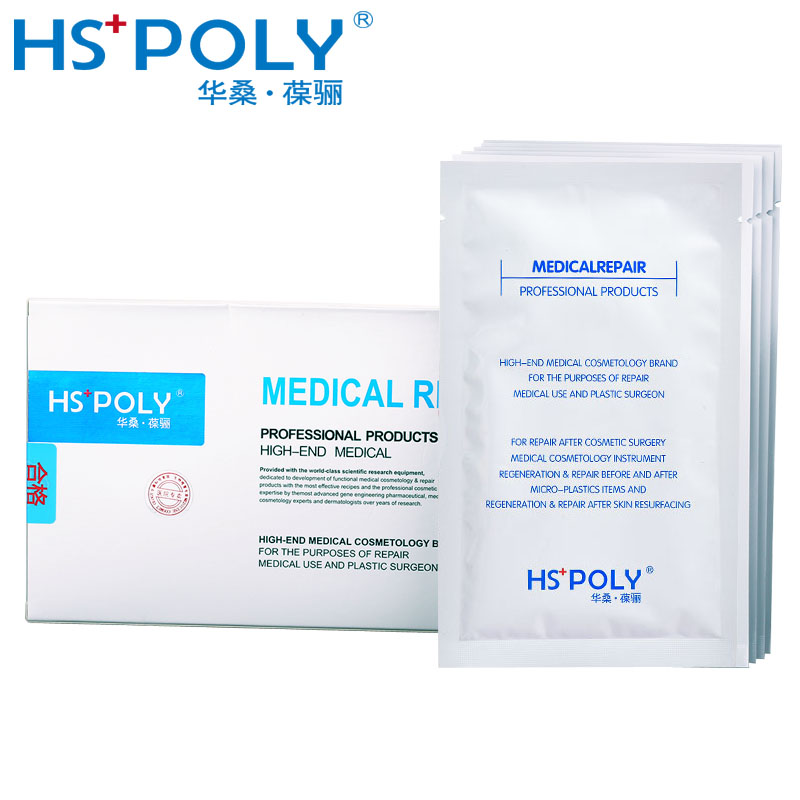 HS+POLY®
华桑·葆骊
HS+POLY®
华桑·葆骊
合格
MEDICAL RE
PROFESSIONAL PRODUCTS
HIGH-END MEDICAL
Provided with the world-class scientific research equipment,
dedicated to development of functional medical cosmetology & repair
products with the most effective recipes and the professional cosmetic
expertise by themost advanced gene engineering pharmaceutical, med
cosmetology experts and dermatologists over years of research.
HIGH-END MEDICAL COSMETOLOGY B
FOR THE PURPOSES OF REPAIR
MEDICAL USE AND PLASTIC SURGEON
MEDICALREPAIR
PROFESSIONAL PRODUCTS
HIGH-END MEDICAL COSMETOLOGY BRAND
FOR THE PURPOSES OF REPAIR
MEDICAL USE AND PLASTIC SURGEON
FOR REPAIR AFTER COSMETIC SURGERY
MEDICAL COSMETOLOGY INSTRUMENT
REGENERATION & REPAIR BEFORE AND AFTER
MICRO-PLASTICS ITEMS AND
REGENERATION & REPAIR AFTER SKIN RESURFACING
HS+POLY®
华桑·葆骊